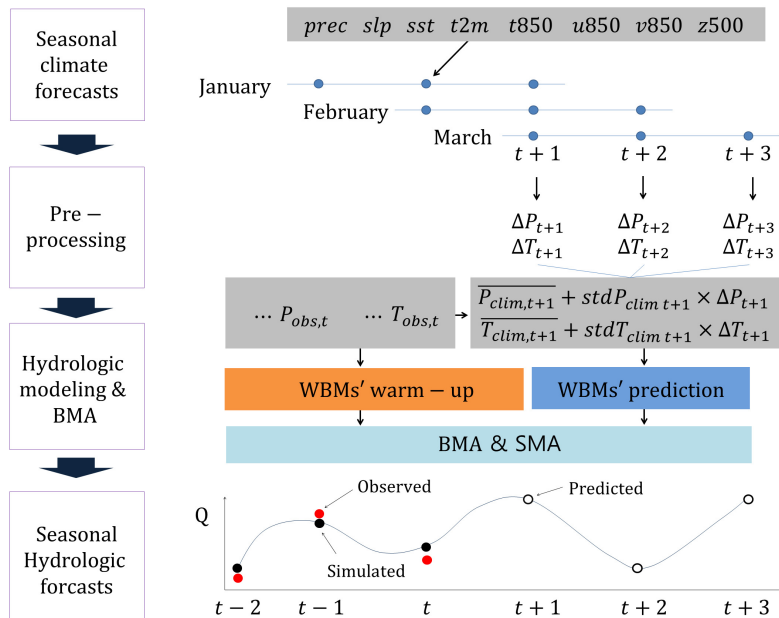 Seasonal
climate
forecasts
Pre −
processing
Hydrologic
modeling &
BMA
Seasonal
Hydrologic
forcasts
prec slp sst t2m t850 u850 v850 z500
January
February
March
t + 1 t + 2 t + 3
ΔP_{t+1} ΔP_{t+2} ΔP_{t+3}
ΔT_{t+1} ΔT_{t+2} ΔT_{t+3}
… P_{obs,t} … T_{obs,t}
\overline{P_{clim,t+1}} + stdP_{clim t+1} × ΔP_{t+1}
\overline{T_{clim,t+1}} + stdT_{clim t+1} × ΔT_{t+1}
WBMs′ warm − up
WBMs′ prediction
BMA & SMA
Q
Observed
Simulated
Predicted
t − 2 t − 1 t t + 1 t + 2 t + 3